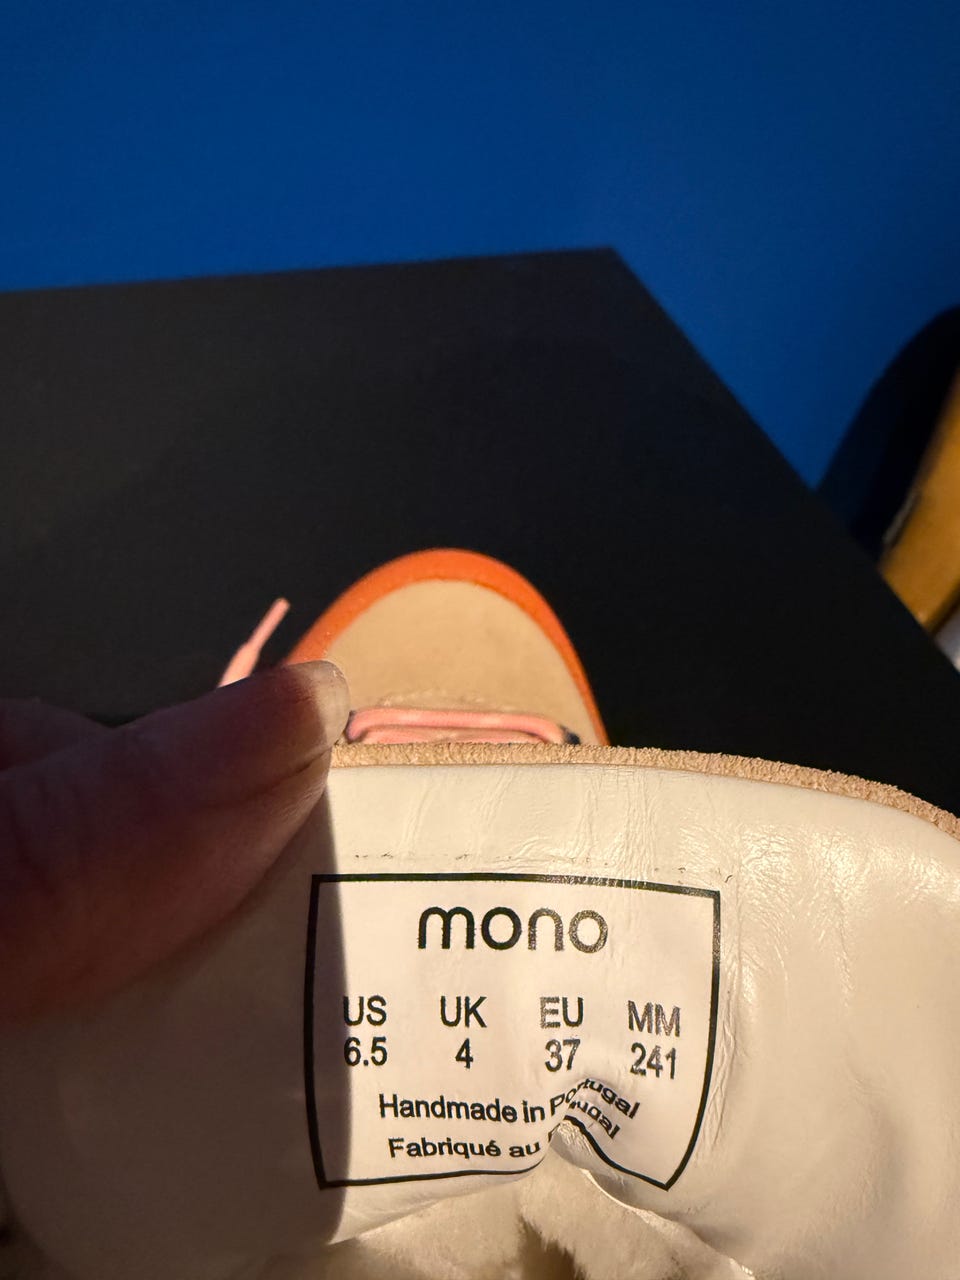 mono
US UK EU MM
6.5 4 37 241
Handmade in Portugal
Fabriqué au